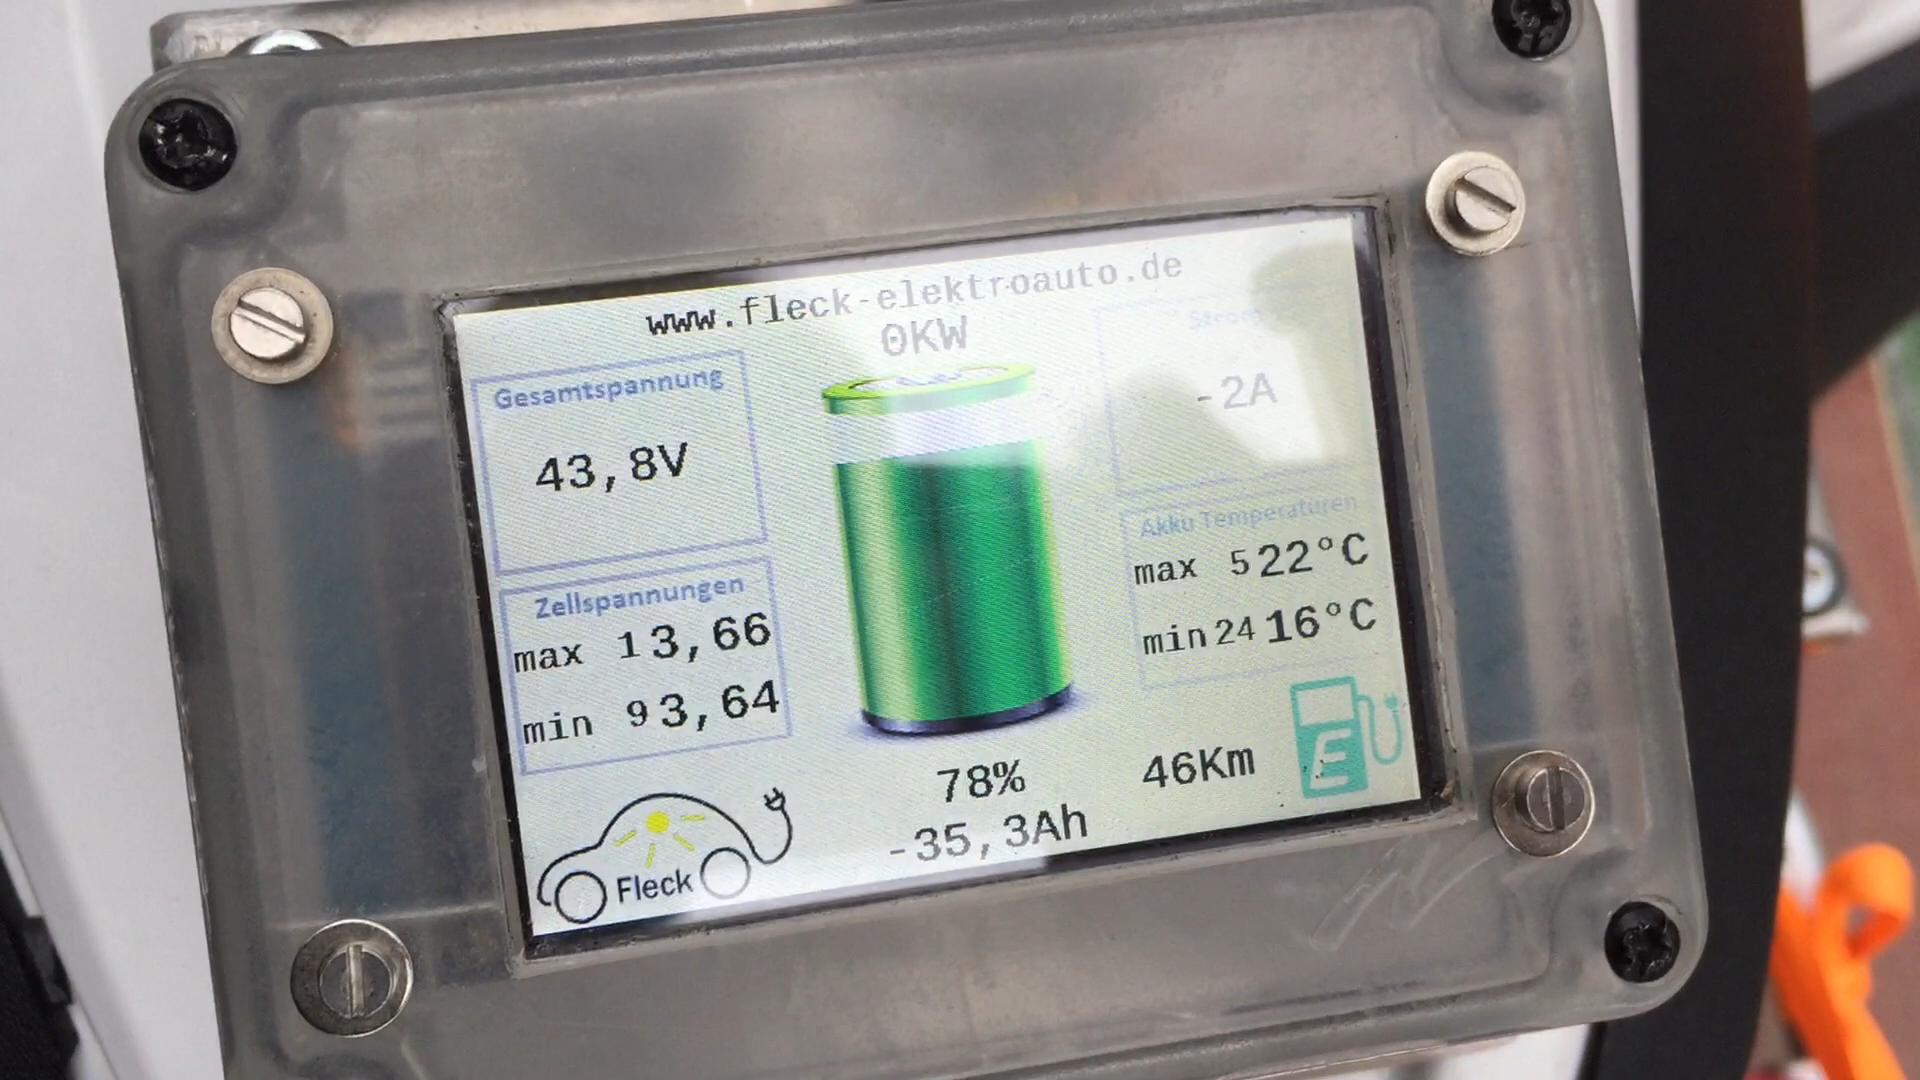 www.fleck-elektroauto.de
0KW
Gesamtspannung
43,8V
Strom
-2A
Zellspannungen
max 1 3,66
min 9 3,64
Akku Temperaturen
max 5 22°C
min 24 16°C
78%
46Km
-35,3Ah
E
Fleck